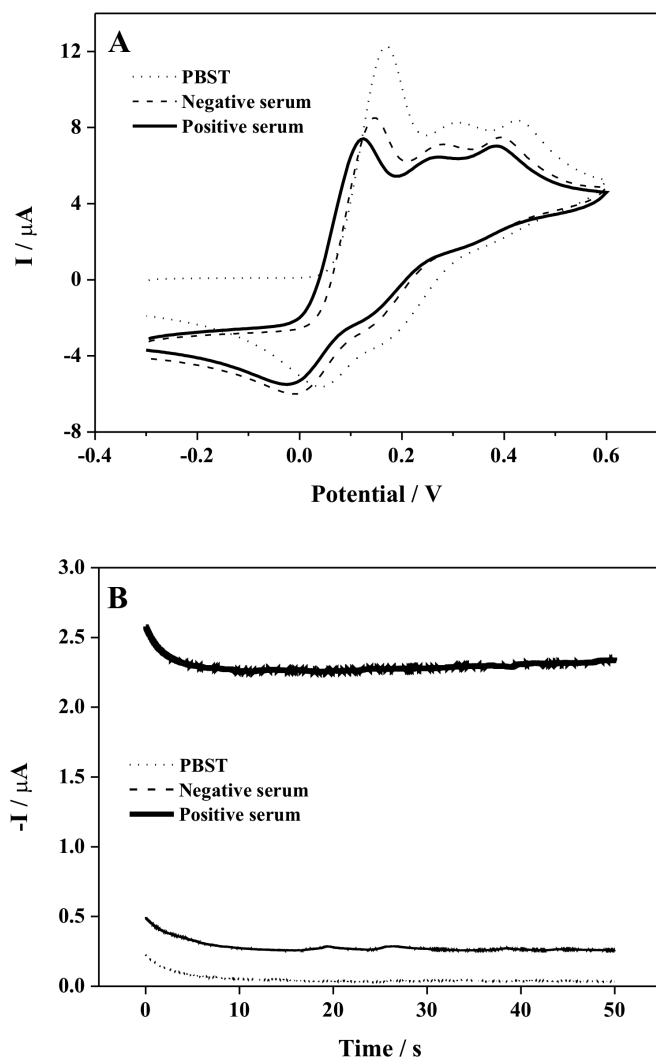 A
12
8
4
0
-4
-8
I / μA
PBST
Negative serum
Positive serum
-0.4
-0.2
0.0
0.2
0.4
0.6
Potential / V
B
3.0
2.5
2.0
1.5
1.0
0.5
0.0
-I / μA
PBST
Negative serum
Positive serum
0
10
20
30
40
50
Time / s